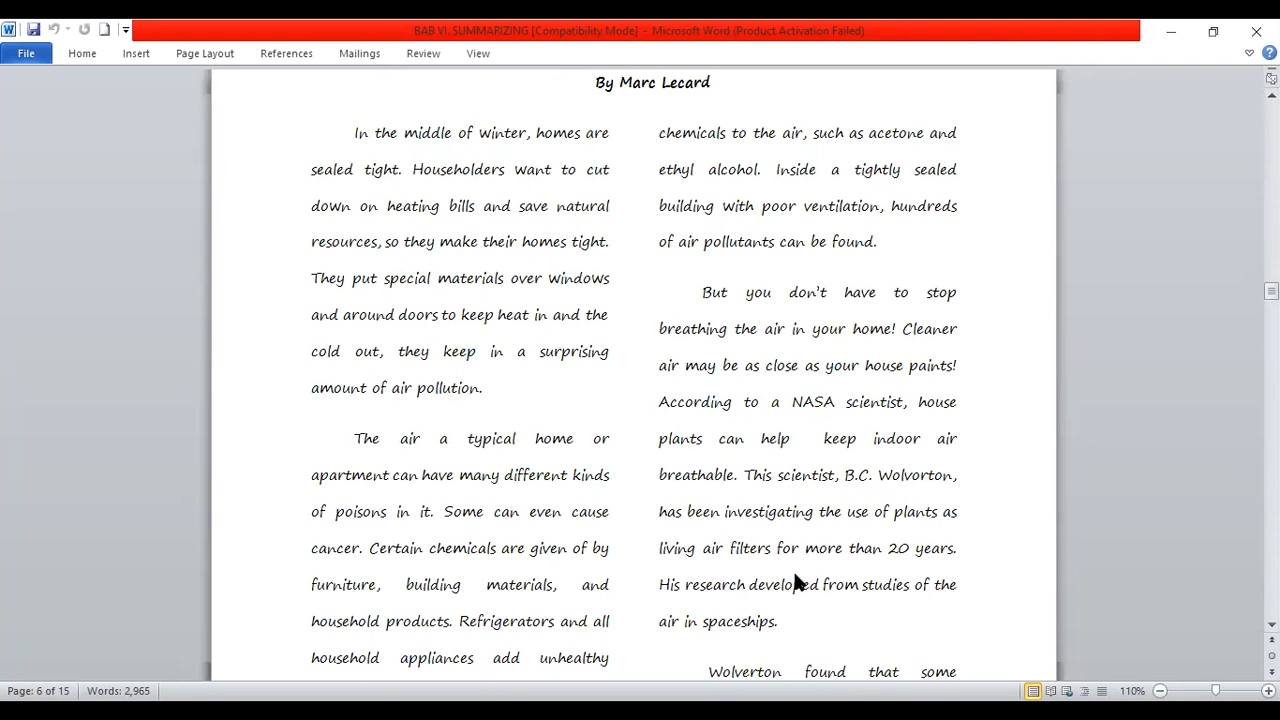 BAB VI. SUMMARIZING [Compatibility Mode] - Microsoft Word (Product Activation Failed)
File Home Insert Page Layout References Mailings Review View
By Marc Lecard
In the middle of winter, homes are
sealed tight. Householders want to cut
down on heating bills and save natural
resources, so they make their homes tight.
They put special materials over windows
and around doors to keep heat in and the
cold out, they keep in a surprising
amount of air pollution.
The air a typical home or
apartment can have many different kinds
of poisons in it. Some can even cause
cancer. Certain chemicals are given of by
furniture, building materials, and
household products. Refrigerators and all
household appliances add unhealthy
chemicals to the air, such as acetone and
ethyl alcohol. Inside a tightly sealed
building with poor ventilation, hundreds
of air pollutants can be found.
But you don't have to stop
breathing the air in your home! Cleaner
air may be as close as your house paints!
According to a NASA scientist, house
plants can help keep indoor air
breathable. This scientist, B.C. Wolvorton,
has been investigating the use of plants as
living air filters for more than 20 years.
His research developed from studies of the
air in spaceships.
Wolverton found that some
Page: 6 of 15 Words: 2,965 110%